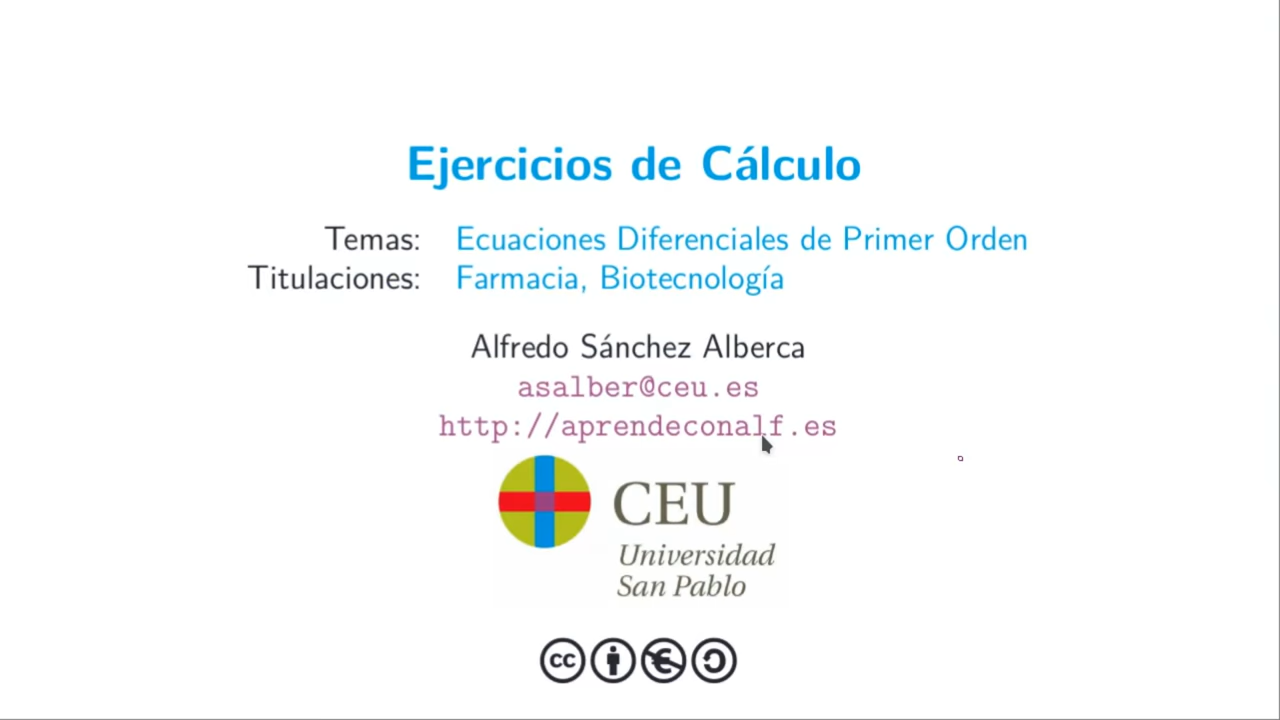 Ejercicios de Cálculo
Temas: Ecuaciones Diferenciales de Primer Orden
Titulaciones: Farmacia, Biotecnología
Alfredo Sánchez Alberca
asalber@ceu.es
http://aprendeconalf.es
CEU
Universidad
San Pablo
cc